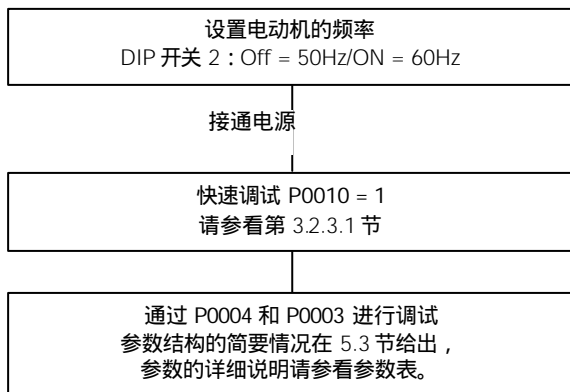 设置电动机的频率
DIP 开关 2：Off = 50Hz/ON = 60Hz
接通电源
快速调试 P0010 = 1
请参看第 3.2.3.1 节
通过 P0004 和 P0003 进行调试
参数结构的简要情况在 5.3 节给出，
参数的详细说明请参看参数表。